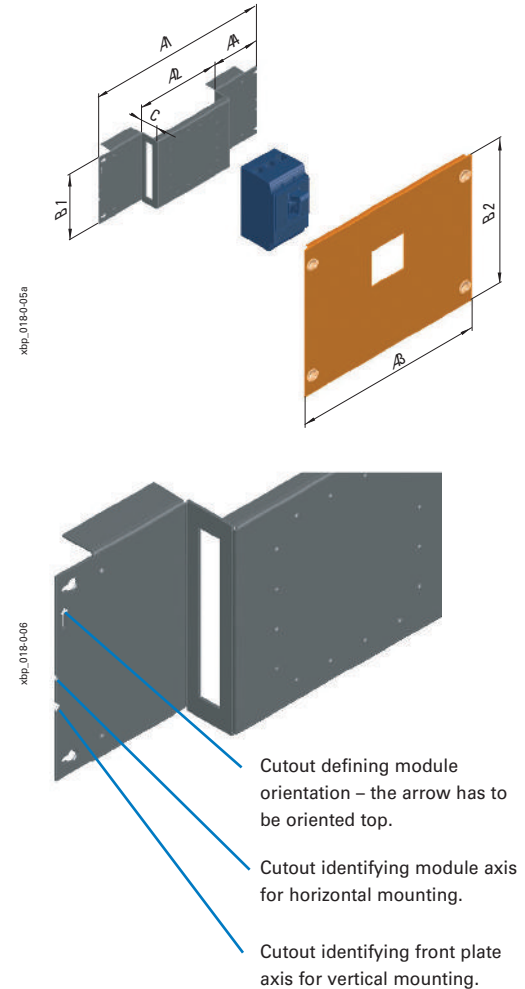 A1
A4
A2
C
B1
B2
xbp_018-0-05a
A3
xbp_018-0-06
Cutout defining module
orientation – the arrow has to
be oriented top.
Cutout identifying module axis
for horizontal mounting.
Cutout identifying front plate
axis for vertical mounting.